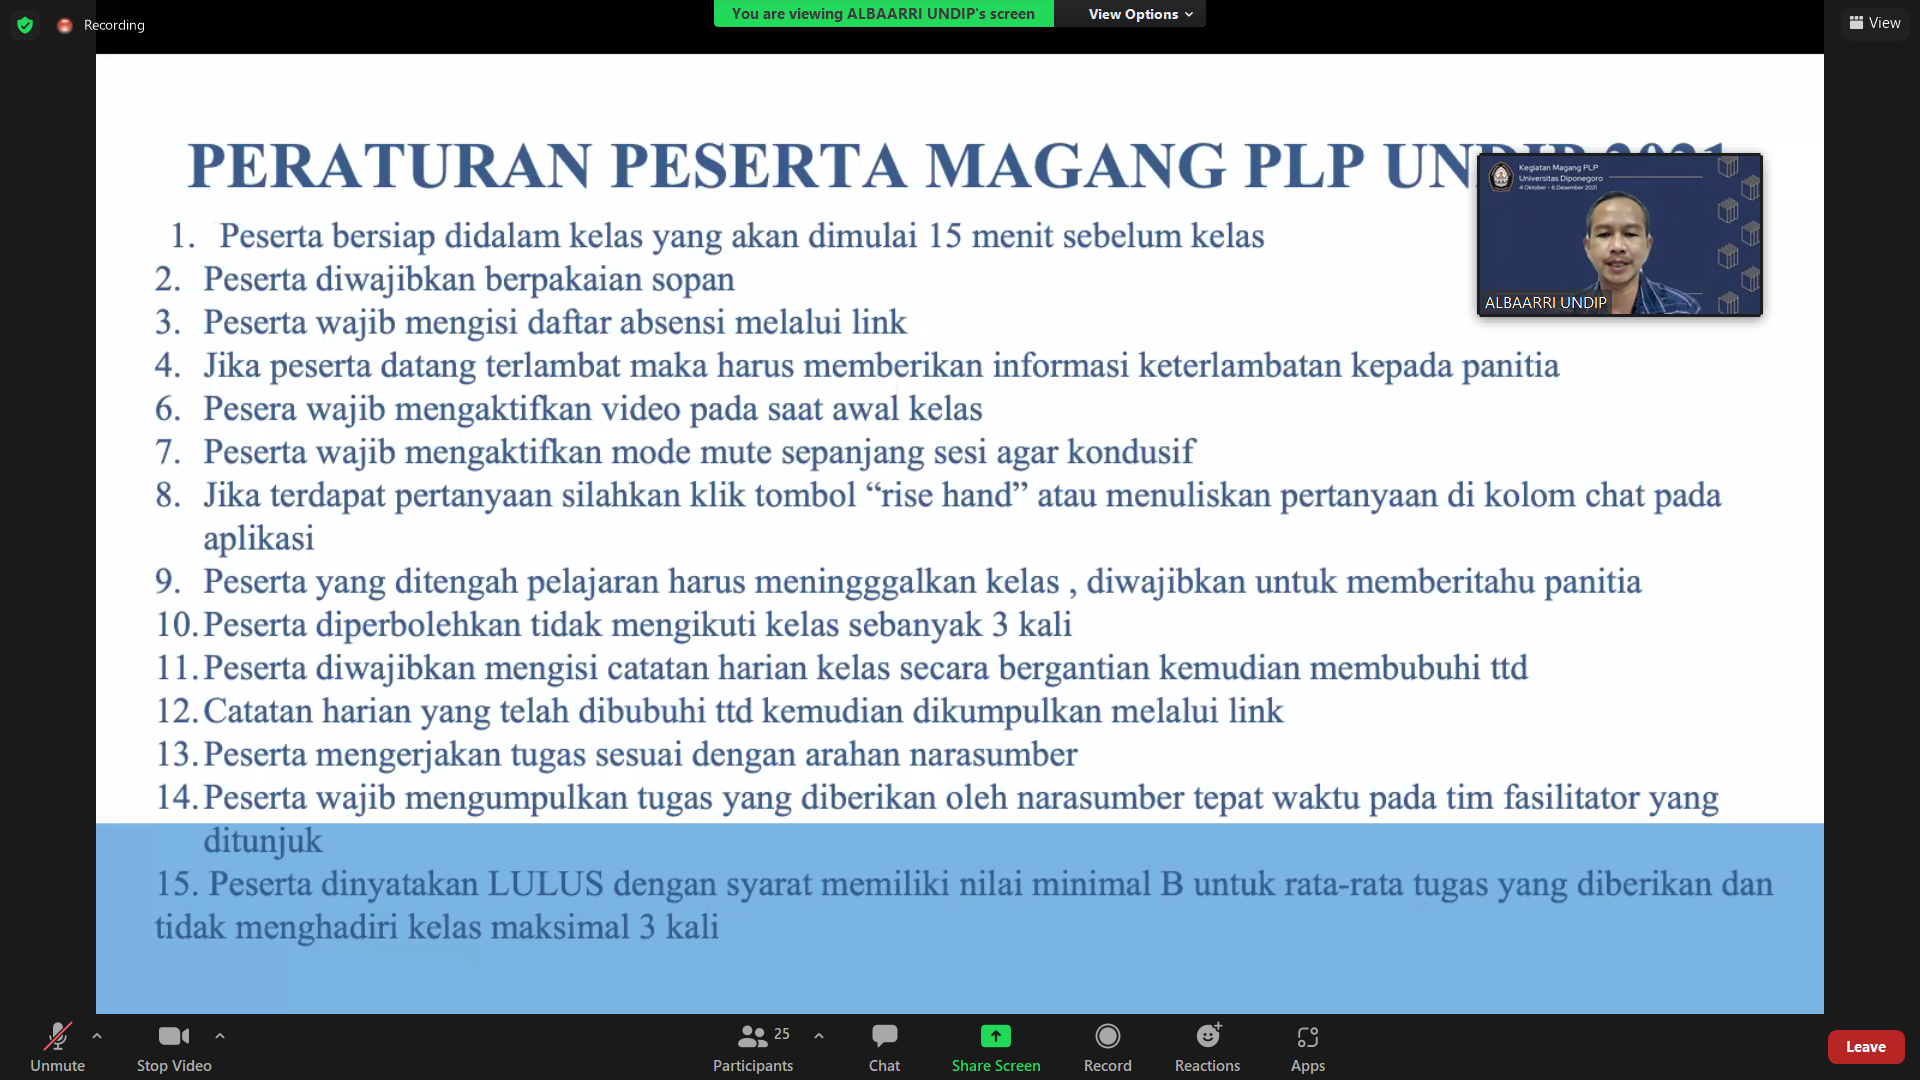 Recording
You are viewing ALBAARRI UNDIP's screen
View Options
View
PERATURAN PESERTA MAGANG PLP
Kegiatan Magang PLP
Universitas Diponegoro
4 Oktober - 6 Desember 2021
ALBAARRI UNDIP
1. Peserta bersiap didalam kelas yang akan dimulai 15 menit sebelum kelas
2. Peserta diwajibkan berpakaian sopan
3. Peserta wajib mengisi daftar absensi melalui link
4. Jika peserta datang terlambat maka harus memberikan informasi keterlambatan kepada panitia
6. Pesera wajib mengaktifkan video pada saat awal kelas
7. Peserta wajib mengaktifkan mode mute sepanjang sesi agar kondusif
8. Jika terdapat pertanyaan silahkan klik tombol “rise hand” atau menuliskan pertanyaan di kolom chat pada
aplikasi
9. Peserta yang ditengah pelajaran harus meningggalkan kelas , diwajibkan untuk memberitahu panitia
10. Peserta diperbolehkan tidak mengikuti kelas sebanyak 3 kali
11. Peserta diwajibkan mengisi catatan harian kelas secara bergantian kemudian membubuhi ttd
12. Catatan harian yang telah dibubuhi ttd kemudian dikumpulkan melalui link
13. Peserta mengerjakan tugas sesuai dengan arahan narasumber
14. Peserta wajib mengumpulkan tugas yang diberikan oleh narasumber tepat waktu pada tim fasilitator yang
ditunjuk
15. Peserta dinyatakan LULUS dengan syarat memiliki nilai minimal B untuk rata-rata tugas yang diberikan dan
tidak menghadiri kelas maksimal 3 kali
Unmute
Stop Video
25
Participants
Chat
Share Screen
Record
Reactions
Apps
Leave